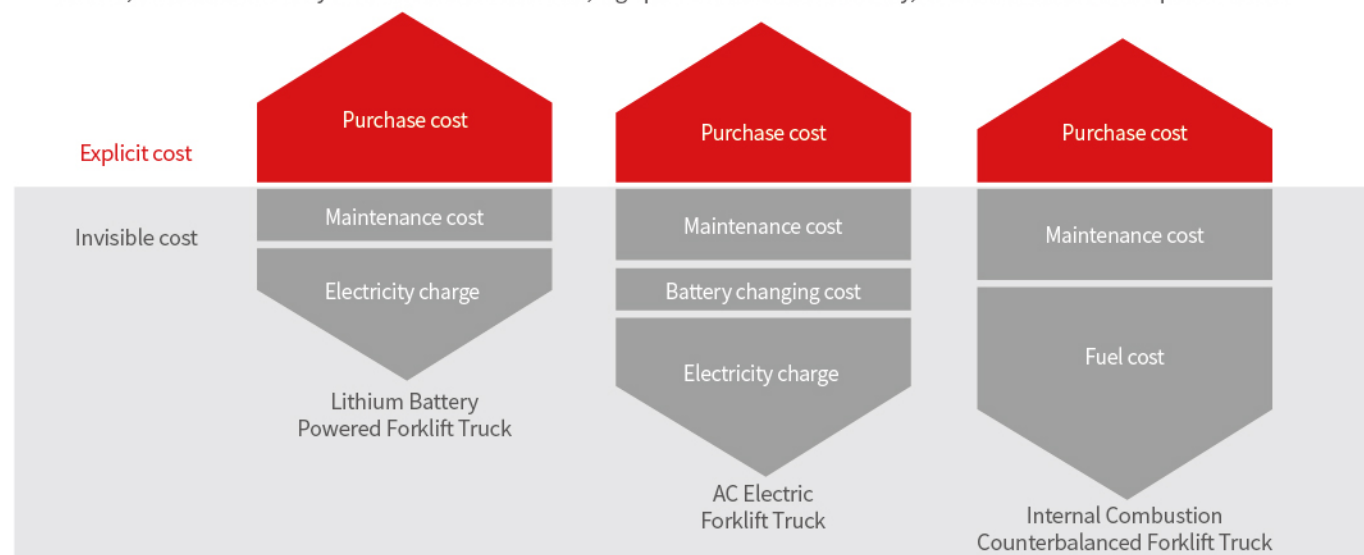 Explicit cost
Invisible cost
Purchase cost
Maintenance cost
Electricity charge
Lithium Battery
Powered Forklift Truck
Purchase cost
Maintenance cost
Battery changing cost
Electricity charge
AC Electric
Forklift Truck
Purchase cost
Maintenance cost
Fuel cost
Internal Combustion
Counterbalanced Forklift Truck